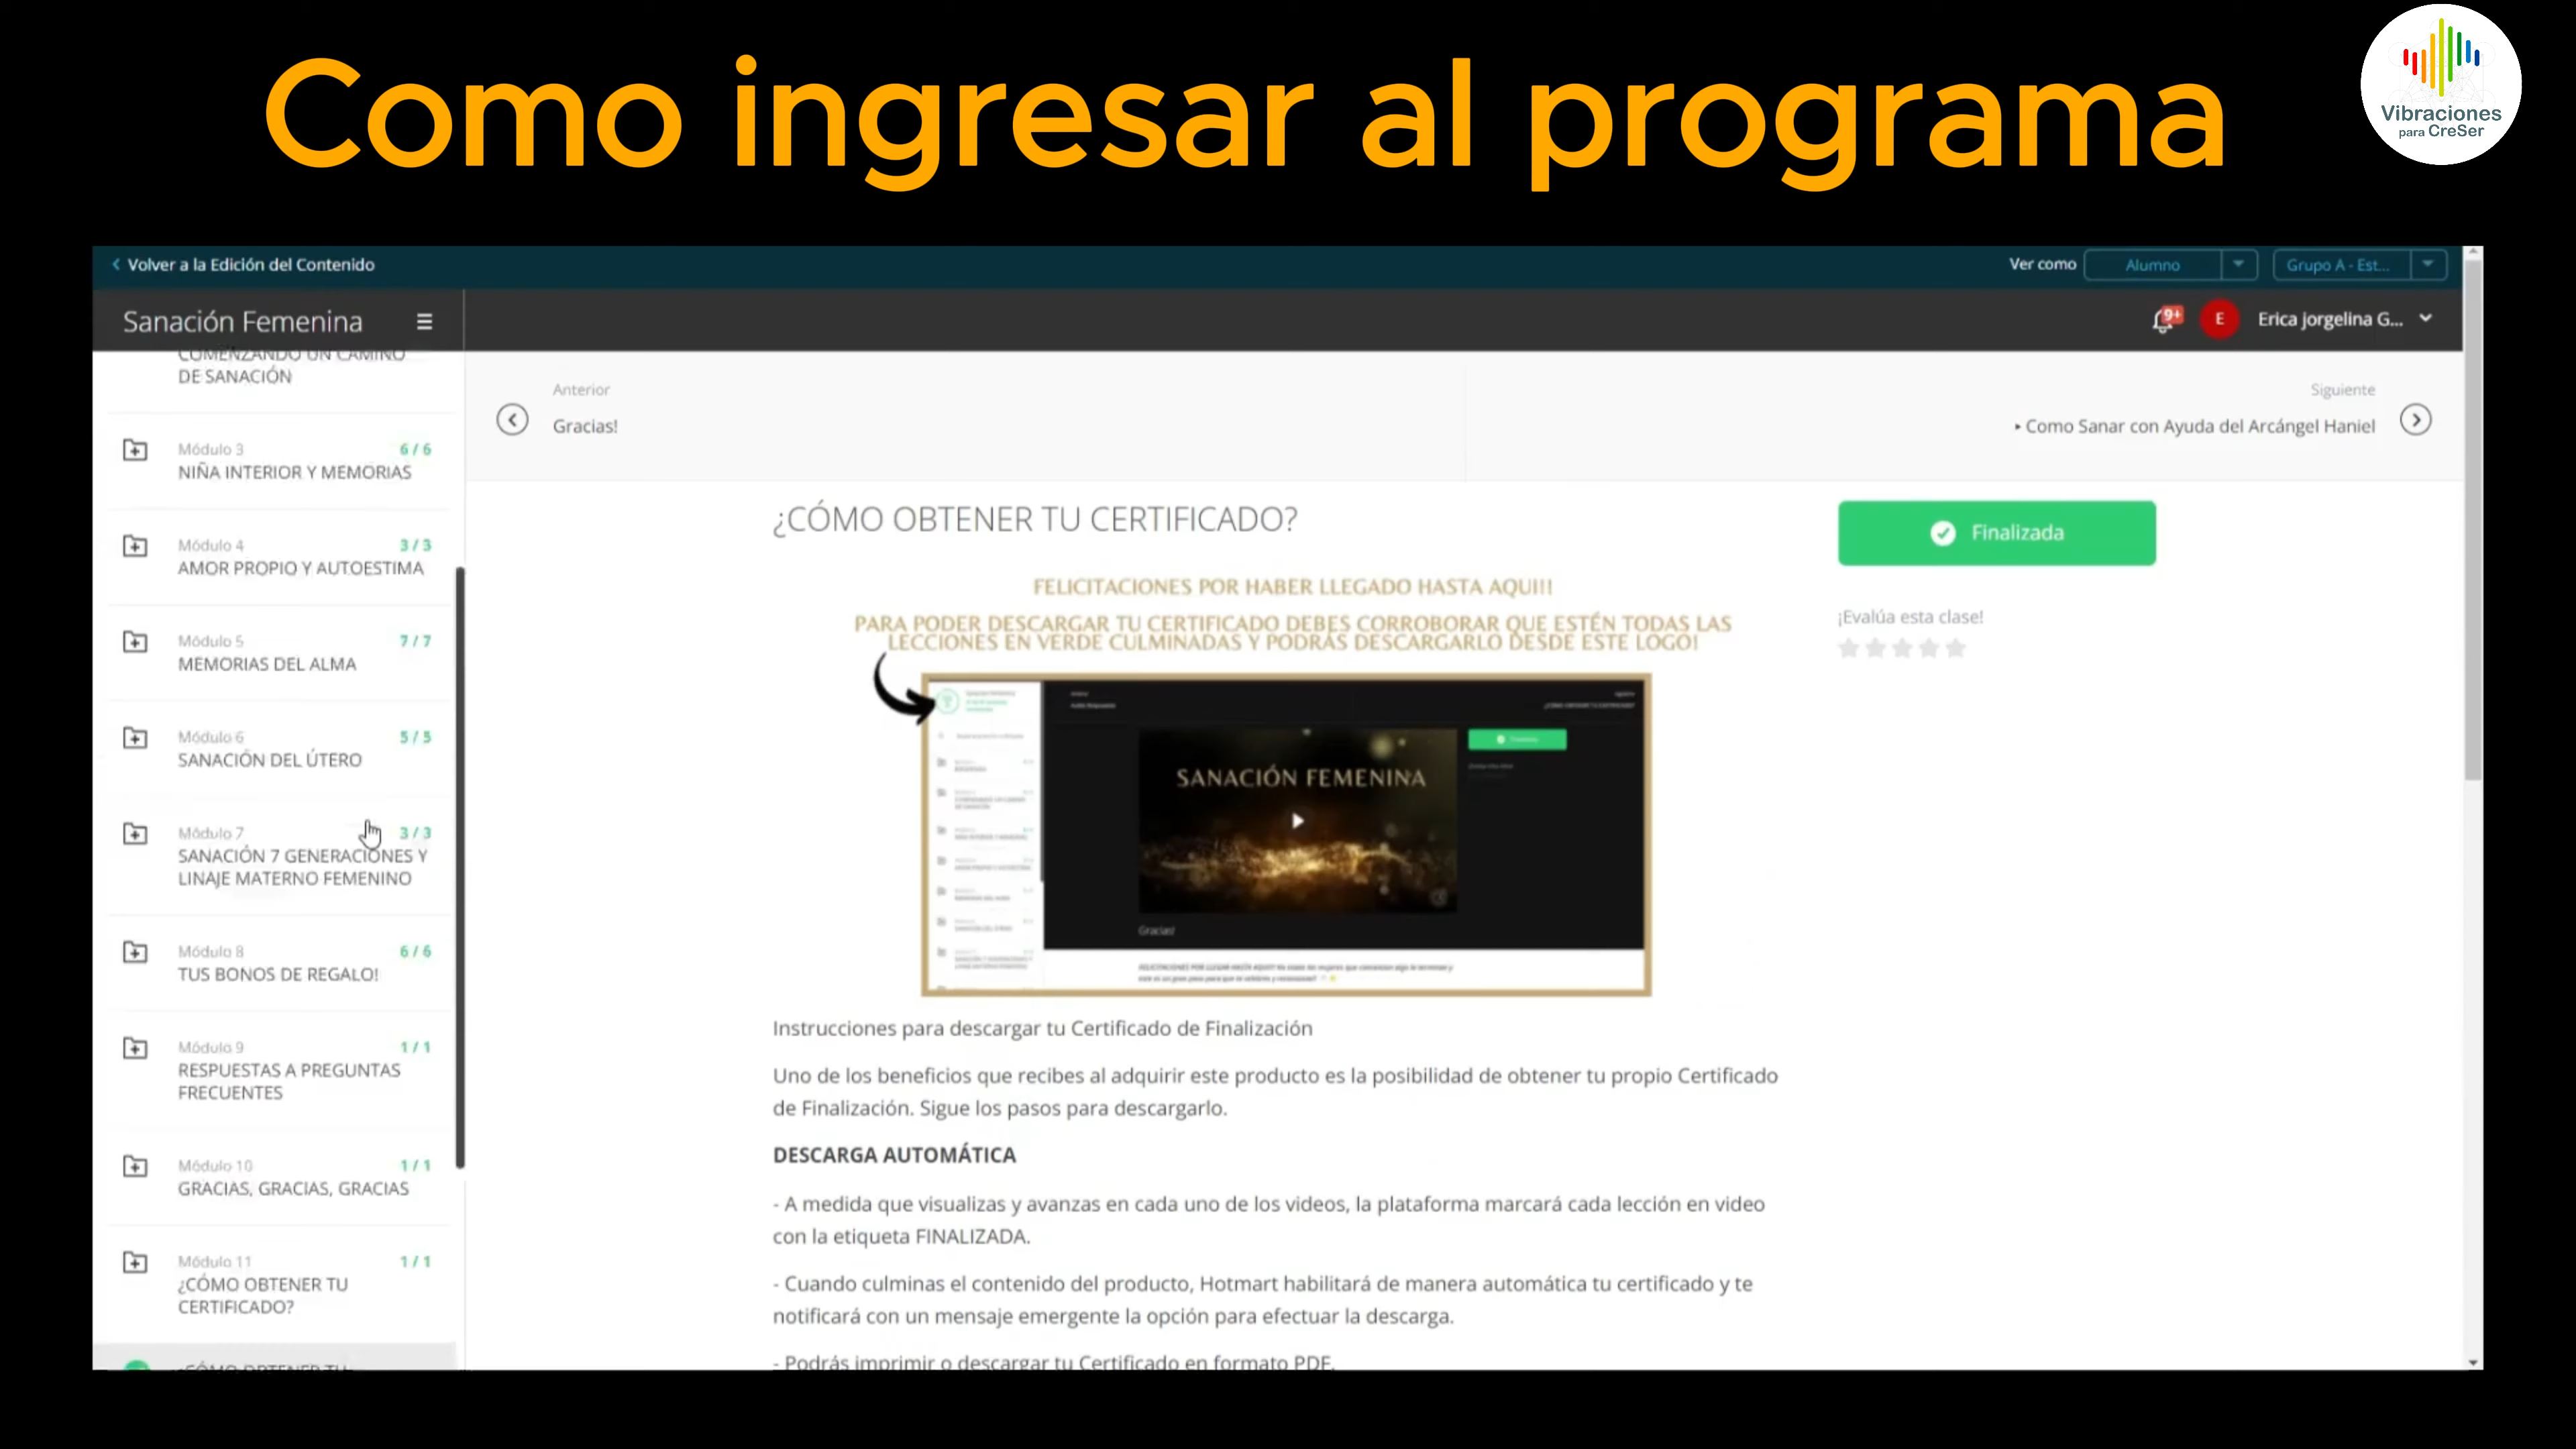 Como ingresar al programa
Vibraciones
para CreSer
Volver a la Edición del Contenido
Ver como
Alumno
Grupo A - Est...
Sanación Femenina
9+
E
Erica jorgelina G...
COMENZANDO UN CAMINO
DE SANACIÓN
Módulo 3
6 / 6
NIÑA INTERIOR Y MEMORIAS
Módulo 4
3 / 3
AMOR PROPIO Y AUTOESTIMA
Módulo 5
7 / 7
MEMORIAS DEL ALMA
Módulo 6
5 / 5
SANACIÓN DEL ÚTERO
Módulo 7
3 / 3
SANACIÓN 7 GENERACIONES Y
LINAJE MATERNO FEMENINO
Módulo 8
6 / 6
TUS BONOS DE REGALO!
Módulo 9
1 / 1
RESPUESTAS A PREGUNTAS
FRECUENTES
Módulo 10
1 / 1
GRACIAS, GRACIAS, GRACIAS
Módulo 11
1 / 1
¿CÓMO OBTENER TU
CERTIFICADO?
¿CÓMO OBTENER TU
Anterior
Gracias!
Siguiente
▸ Como Sanar con Ayuda del Arcángel Haniel
¿CÓMO OBTENER TU CERTIFICADO?
Finalizada
¡Evalúa esta clase!
FELICITACIONES POR HABER LLEGADO HASTA AQUI!!
PARA PODER DESCARGAR TU CERTIFICADO DEBES CORROBORAR QUE ESTÉN TODAS LAS
LECCIONES EN VERDE CULMINADAS Y PODRÁS DESCARGARLO DESDE ESTE LOGO!
SANACIÓN FEMENINA
Gracias!
Instrucciones para descargar tu Certificado de Finalización
Uno de los beneficios que recibes al adquirir este producto es la posibilidad de obtener tu propio Certificado
de Finalización. Sigue los pasos para descargarlo.
DESCARGA AUTOMÁTICA
- A medida que visualizas y avanzas en cada uno de los videos, la plataforma marcará cada lección en video
con la etiqueta FINALIZADA.
- Cuando culminas el contenido del producto, Hotmart habilitará de manera automática tu certificado y te
notificará con un mensaje emergente la opción para efectuar la descarga.
- Podrás imprimir o descargar tu Certificado en formato PDF.